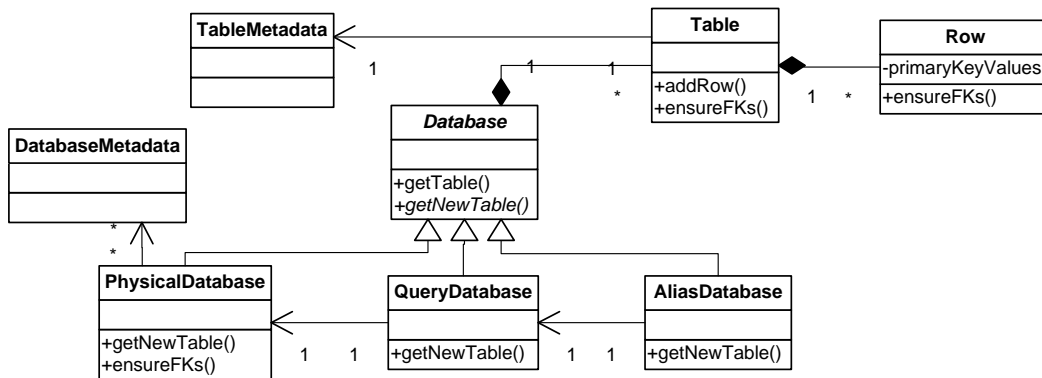 TableMetadata
Table
Row
-primaryKeyValues
+ensureFKs()
+addRow()
+ensureFKs()
1
1
1
*
1
*
Database
+getTable()
+getNewTable()
DatabaseMetadata
*
*
PhysicalDatabase
+getNewTable()
+ensureFKs()
QueryDatabase
+getNewTable()
AliasDatabase
+getNewTable()
1
1
1
1